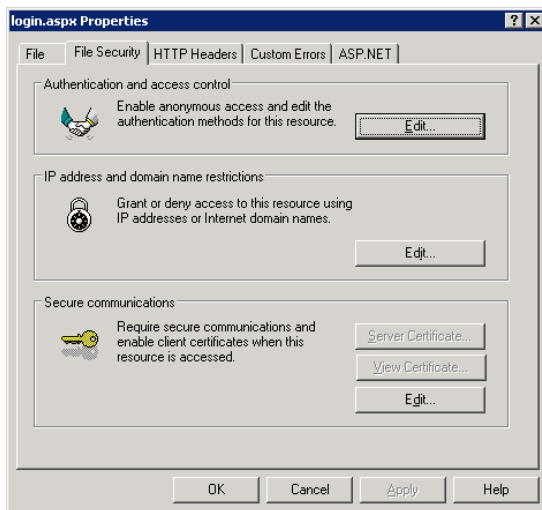 login.aspx Properties
File
File Security
HTTP Headers
Custom Errors
ASP.NET
Authentication and access control
Enable anonymous access and edit the
authentication methods for this resource.
Edit...
IP address and domain name restrictions
Grant or deny access to this resource using
IP addresses or Internet domain names.
Edit...
Secure communications
Require secure communications and
enable client certificates when this
resource is accessed.
Server Certificate...
View Certificate...
Edit...
OK
Cancel
Apply
Help